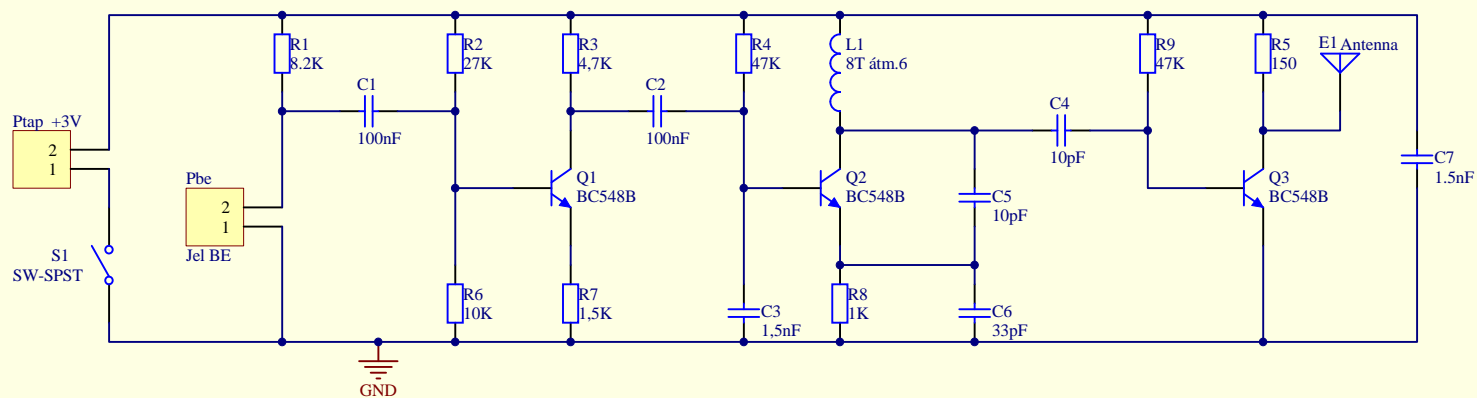 R1
8.2K
R2
27K
R3
4,7K
R4
47K
L1
8T átm.6
R9
47K
R5
150
E1 Antenna
C1
100nF
C2
100nF
C4
10pF
C7
1.5nF
Ptap +3V
2
1
Pbe
2
1
Jel BE
Q1
BC548B
Q2
BC548B
C5
10pF
Q3
BC548B
S1
SW-SPST
R6
10K
R7
1,5K
C3
1,5nF
R8
1K
C6
33pF
GND